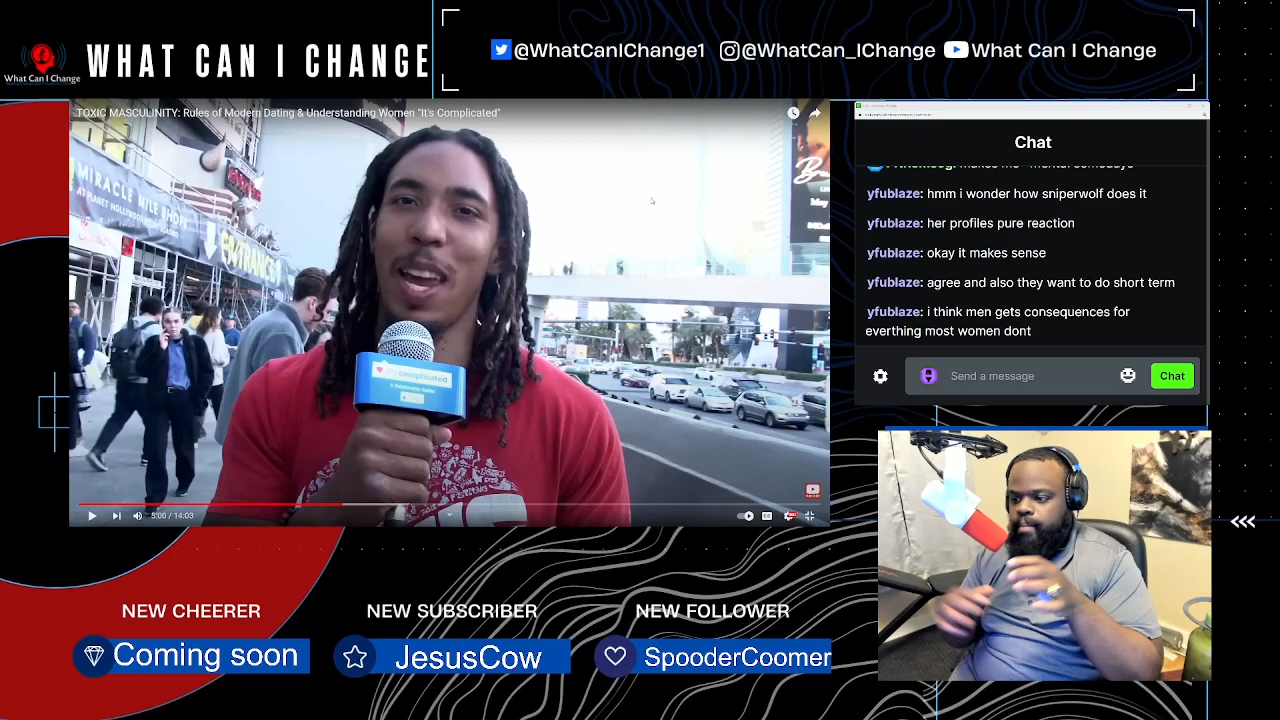 What Can I Change
WHAT CAN I CHANGE
@WhatCanIChange1
@WhatCan_IChange
What Can I Change
TOXIC MASCULINITY: Rules of Modern Dating & Understanding Women "It's Complicated"
MIRACLE MILE SHOPS
AT PLANET HOLLYWOOD
ENTRANCE
it's complicated
5:00 / 14:03
Chat
yfublaze: hmm i wonder how sniperwolf does it
yfublaze: her profiles pure reaction
yfublaze: okay it makes sense
yfublaze: agree and also they want to do short term
yfublaze: i think men gets consequences for
everthing most women dont
Send a message
Chat
NEW CHEERER
NEW SUBSCRIBER
NEW FOLLOWER
Coming soon
JesusCow
SpooderCoomer